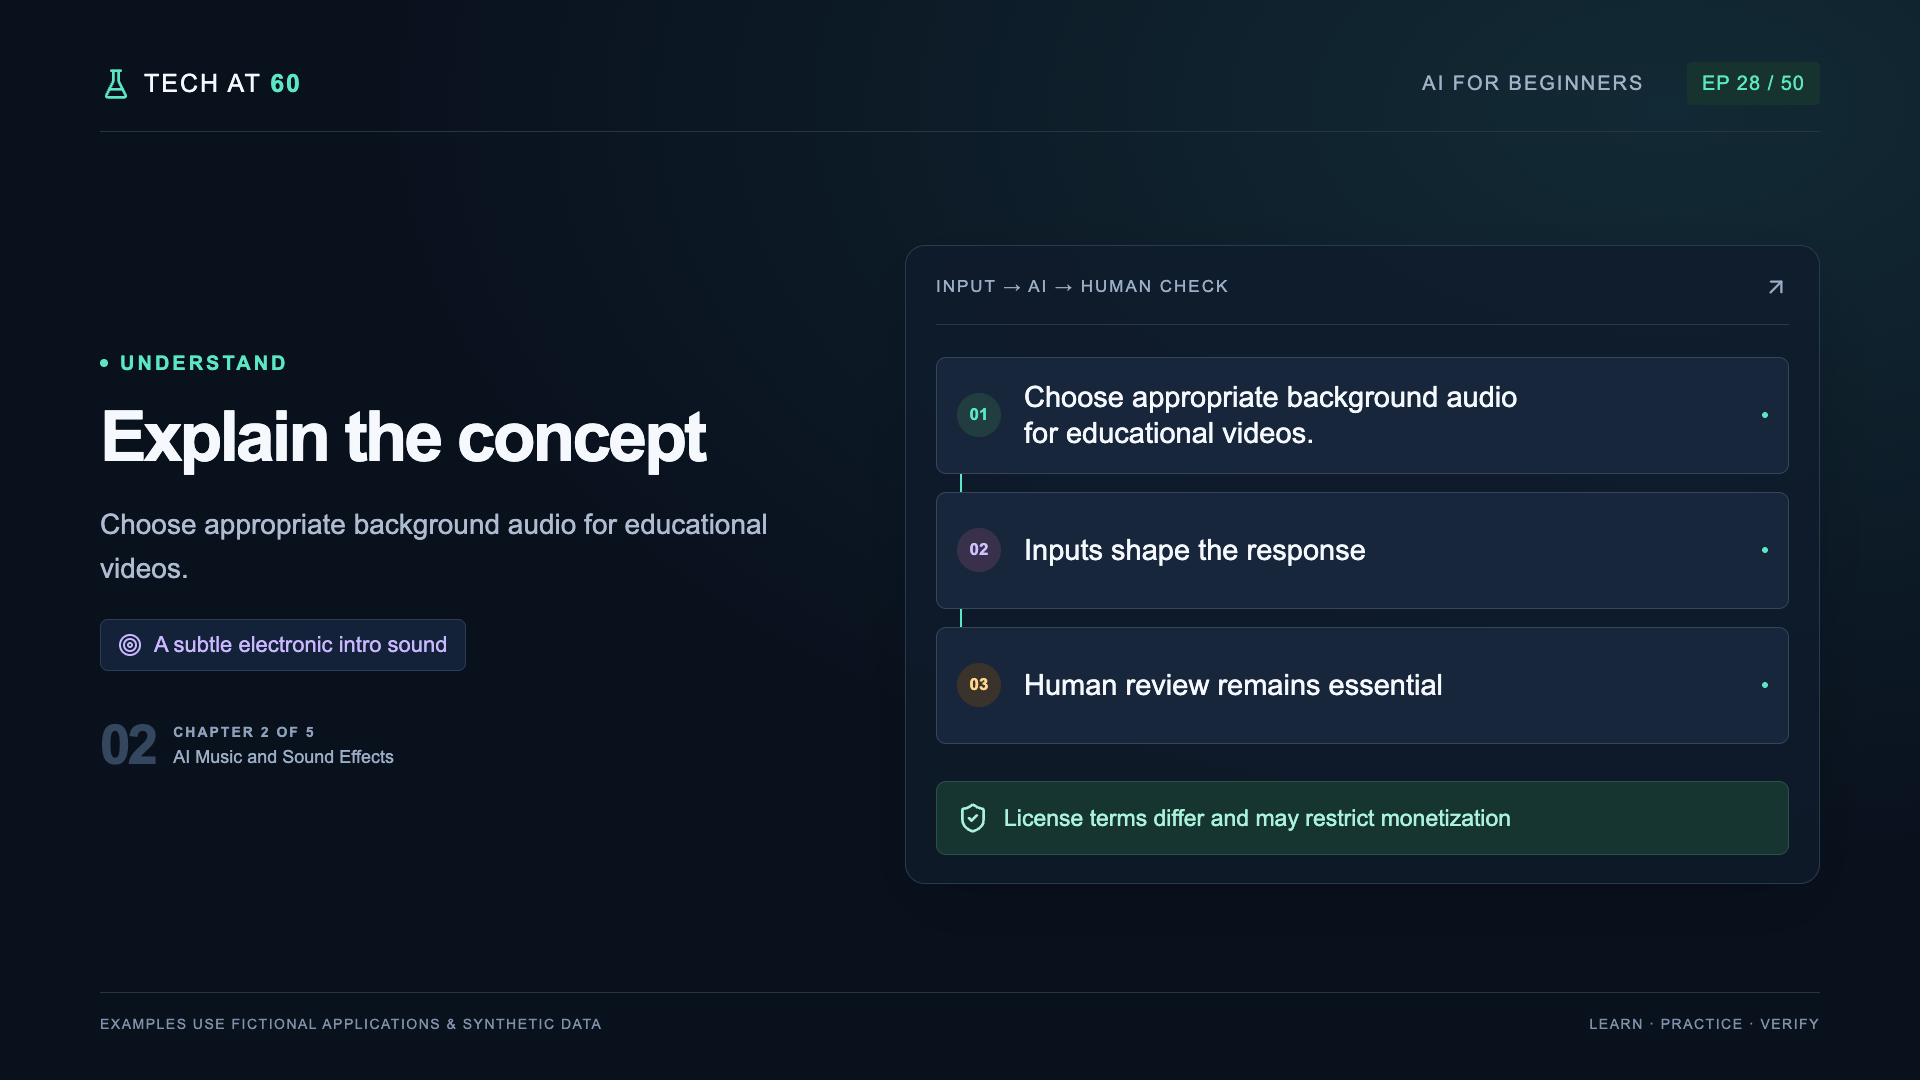 TECH AT 60
AI FOR BEGINNERS
EP 28 / 50
UNDERSTAND
Explain the concept
Choose appropriate background audio for educational
videos.
A subtle electronic intro sound
02
CHAPTER 2 OF 5
AI Music and Sound Effects
INPUT → AI → HUMAN CHECK
01
Choose appropriate background audio
for educational videos.
02
Inputs shape the response
03
Human review remains essential
License terms differ and may restrict monetization
EXAMPLES USE FICTIONAL APPLICATIONS & SYNTHETIC DATA
LEARN · PRACTICE · VERIFY